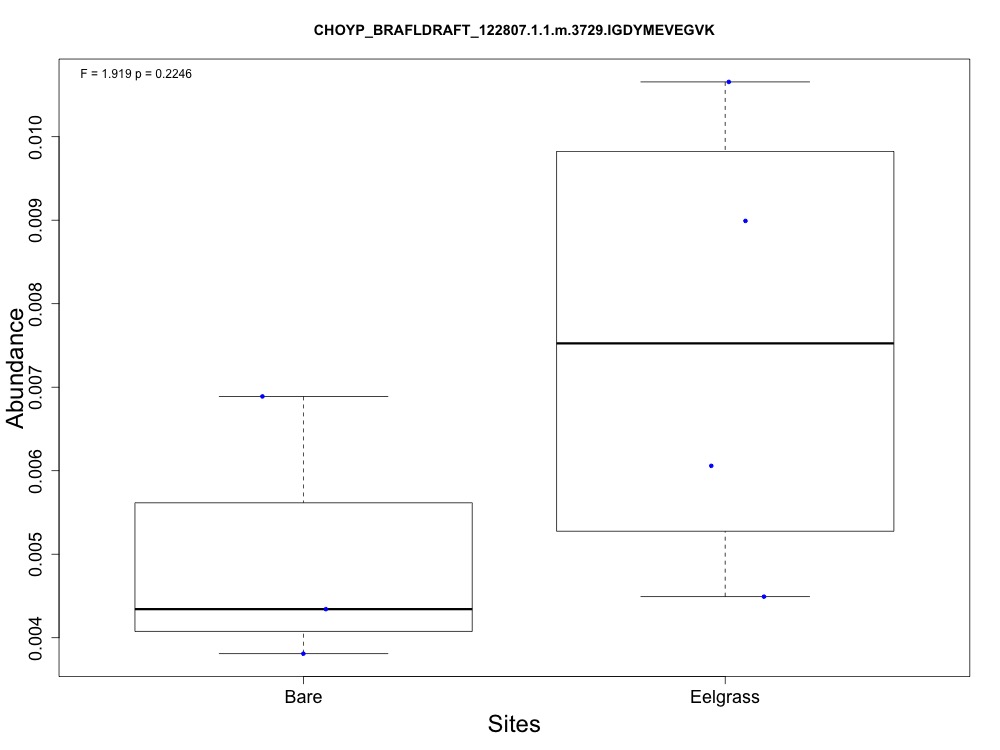 CHOYP_BRAFLDRAFT_122807.1.1.m.3729.IGDYMEVEGVK
F = 1.919 p = 0.2246
0.010
0.009
0.008
0.007
0.006
0.005
0.004
Abundance
Bare
Eelgrass
Sites